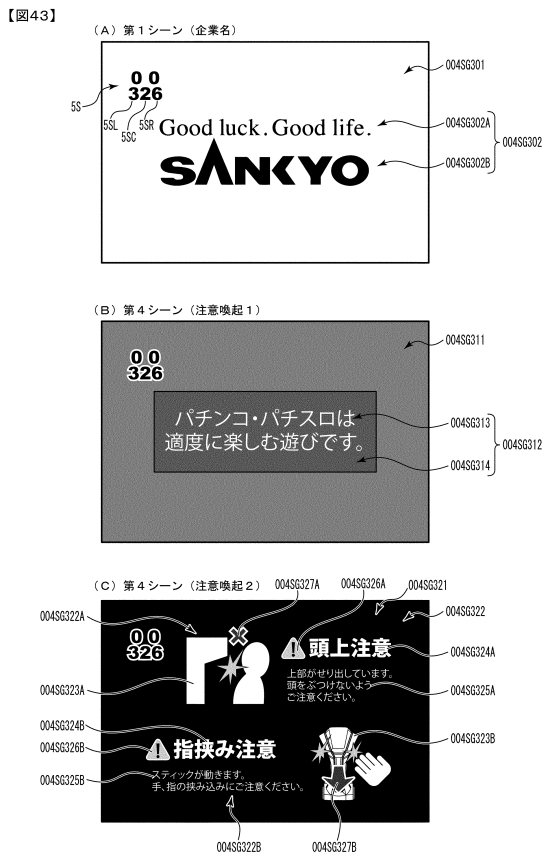 【図43】
（A）第１シーン（企業名）
0 0
326
5S
5SL
5SC
5SR
Good luck. Good life.
SANKYO
004SG301
004SG302A
004SG302
004SG302B
（B）第４シーン（注意喚起１）
0 0
326
パチンコ・パチスロは
適度に楽しむ遊びです。
004SG311
004SG313
004SG312
004SG314
（C）第４シーン（注意喚起２）
004SG327A
004SG326A
004SG321
004SG322
004SG322A
0 0
326
頭上注意
004SG324A
上部がせり出しています。
頭をぶつけないよう
ご注意ください。
004SG325A
004SG323A
004SG324B
004SG326B
指挟み注意
004SG323B
004SG325B
スティックが動きます。
手、指の挟み込みにご注意ください。
004SG322B
004SG327B